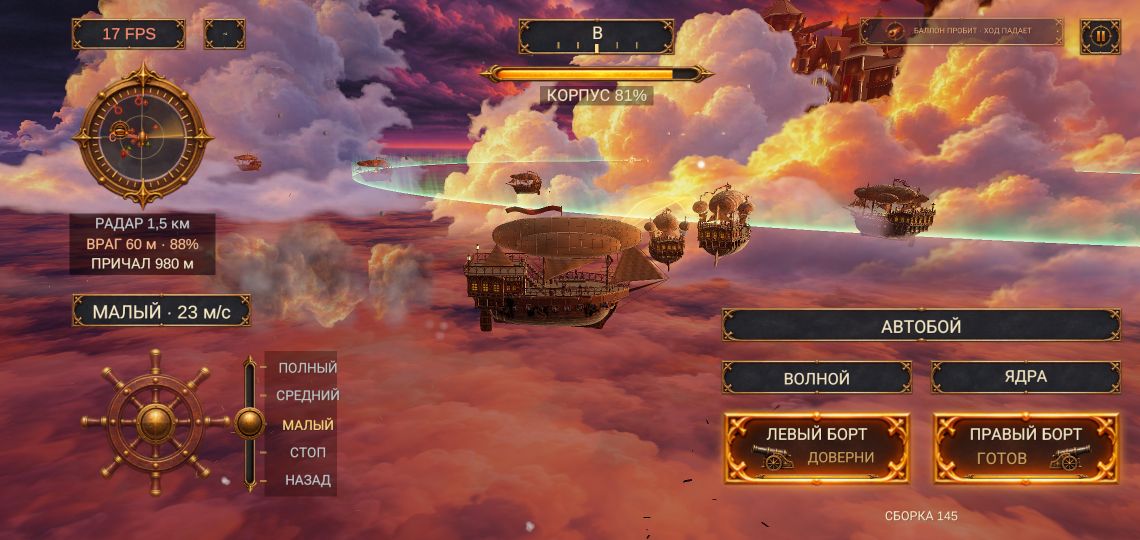 17 FPS
В
БАЛЛОН ПРОБИТ · ХОД ПАДАЕТ
КОРПУС 81%
РАДАР 1,5 км
ВРАГ 60 м · 88%
ПРИЧАЛ 980 м
МАЛЫЙ · 23 м/с
ПОЛНЫЙ
СРЕДНИЙ
МАЛЫЙ
СТОП
НАЗАД
АВТОБОЙ
ВОЛНОЙ
ЯДРА
ЛЕВЫЙ БОРТ
ДОВЕРНИ
ПРАВЫЙ БОРТ
ГОТОВ
СБОРКА 145